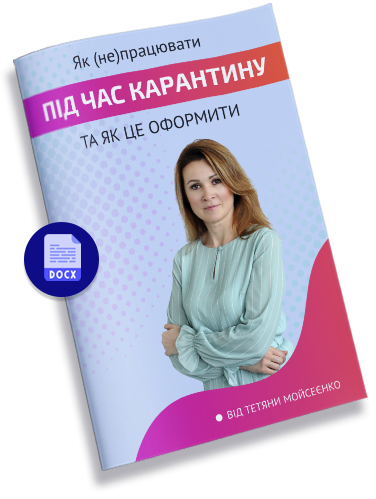 Як (не)працювати
ПІД ЧАС КАРАНТИНУ
ТА ЯК ЦЕ ОФОРМИТИ
DOCX
ВІД ТЕТЯНИ МОЙСЕЄНКО